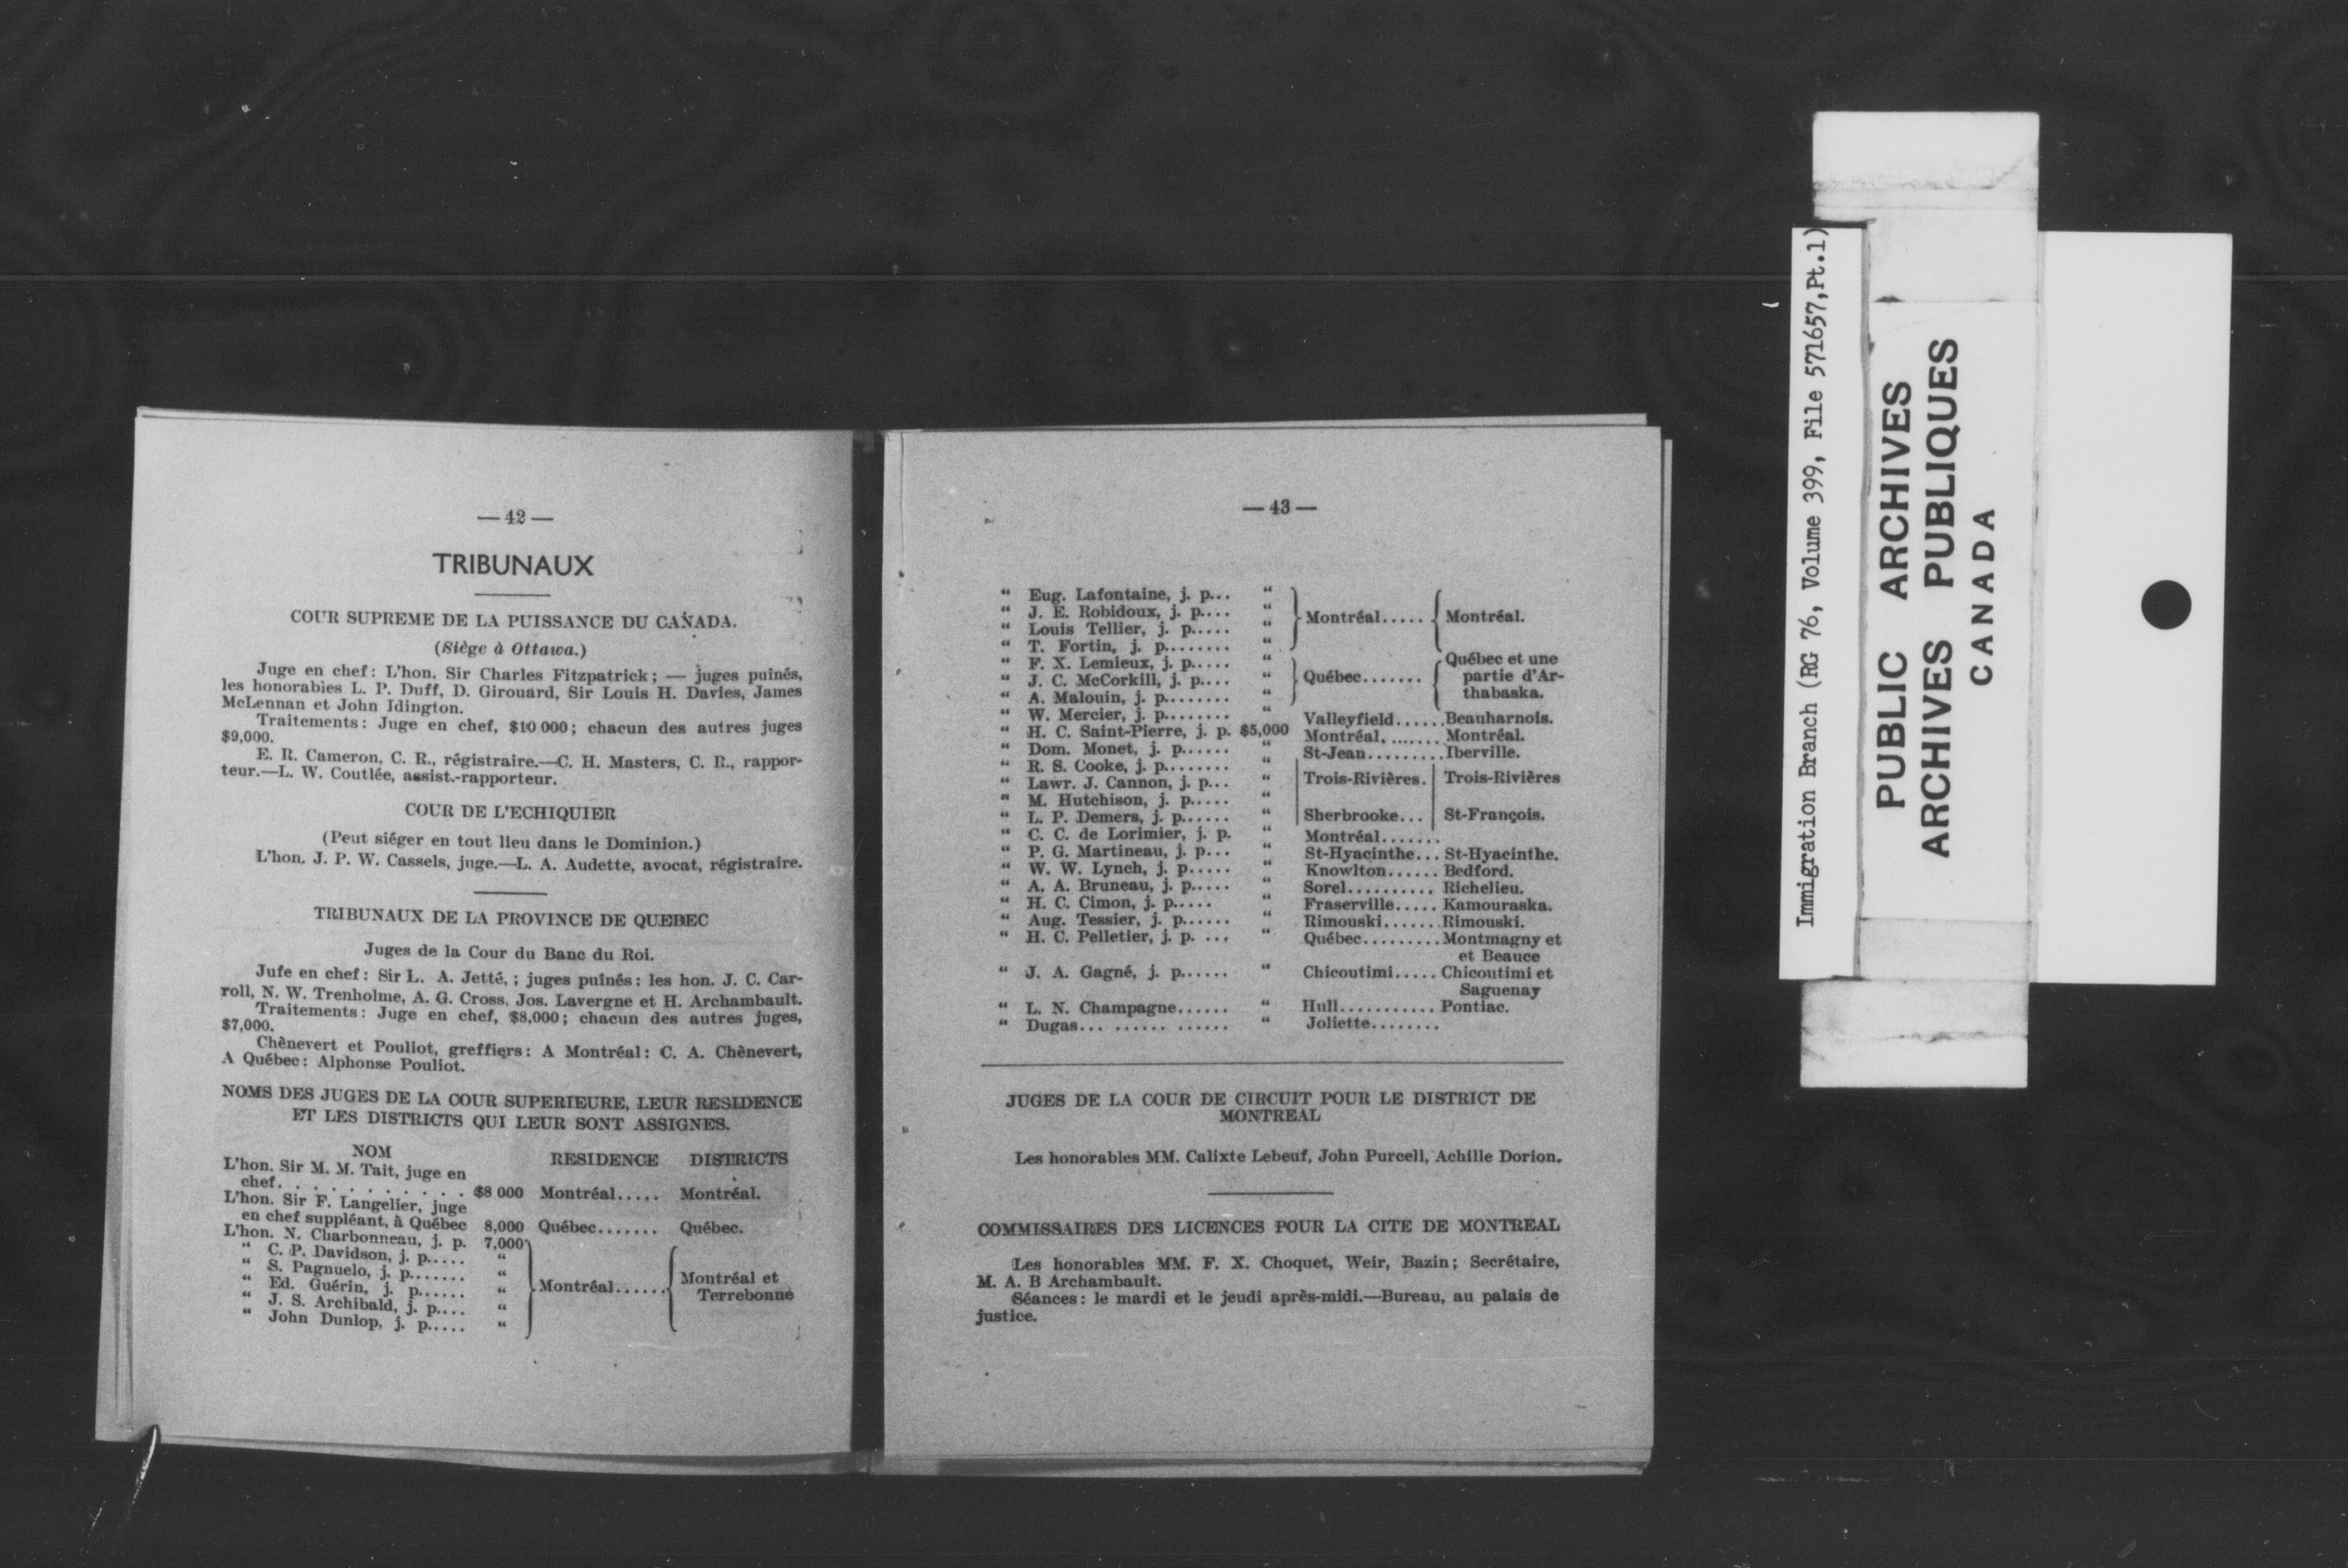 — 42 —
TRIBUNAUX
COUR SUPREME DE LA PUISSANCE DU CANADA.
(Siège à Ottawa.)
Juge en chef: L'hon. Sir Charles Fitzpatrick; — juges puînés,
les honorables L. P. Duff, D. Girouard, Sir Louis H. Davies, James
McLennan et John Idington.
Traitements: Juge en chef, $10 000; chacun des autres juges
$9,000.
E. R. Cameron, C. R., régistraire.—C. H. Masters, C. R., rappor-
teur.—L. W. Coutlée, assist.-rapporteur.
COUR DE L'ECHIQUIER
(Peut siéger en tout lieu dans le Dominion.)
L'hon. J. P. W. Cassels, juge.—L. A. Audette, avocat, régistraire.
TRIBUNAUX DE LA PROVINCE DE QUEBEC
Juges de la Cour du Banc du Roi.
Jufe en chef: Sir L. A. Jetté, ; juges puînés: les hon. J. C. Car-
roll, N. W. Trenholme, A. G. Cross, Jos. Lavergne et H. Archambault.
Traitements: Juge en chef, $8,000; chacun des autres juges,
$7,000.
Chènevert et Pouliot, greffiers: A Montréal: C. A. Chènevert,
A Québec: Alphonse Pouliot.
NOMS DES JUGES DE LA COUR SUPERIEURE, LEUR RESIDENCE
ET LES DISTRICTS QUI LEUR SONT ASSIGNES.
NOM RESIDENCE DISTRICTS
L'hon. Sir M. M. Tait, juge en
chef. . . . . . . . . . . . $8 000 Montréal..... Montréal.
L'hon. Sir F. Langelier, juge
en chef suppléant, à Québec 8,000 Québec....... Québec.
L'hon. N. Charbonneau, j. p. 7,000
“ C. P. Davidson, j. p..... “
“ S. Pagnuelo, j. p....... “
“ Ed. Guérin, j. p...... “ Montréal...... Montréal et
“ J. S. Archibald, j. p.... “ Terrebonne
“ John Dunlop, j. p..... “
— 43 —
“ Eug. Lafontaine, j. p... “
“ J. E. Robidoux, j. p.... “ Montréal..... Montréal.
“ Louis Tellier, j. p..... “
“ T. Fortin, j. p........ “
“ F. X. Lemieux, j. p..... “ Québec et une
“ J. C. McCorkill, j. p.... “ Québec....... partie d'Ar-
“ A. Malouin, j. p........ “ thabaska.
“ W. Mercier, j. p........ “ Valleyfield......Beauharnois.
“ H. C. Saint-Pierre, j. p. $5,000 Montréal........ Montréal.
“ Dom. Monet, j. p...... “ St-Jean.........Iberville.
“ R. S. Cooke, j. p........ “ Trois-Rivières. Trois-Rivières
“ Lawr. J. Cannon, j. p... “
“ M. Hutchison, j. p..... “
“ L. P. Demers, j. p...... “ Sherbrooke... St-François.
“ C. C. de Lorimier, j. p. “ Montréal.......
“ P. G. Martineau, j. p... “ St-Hyacinthe... St-Hyacinthe.
“ W. W. Lynch, j. p..... “ Knowlton...... Bedford.
“ A. A. Bruneau, j. p..... “ Sorel.......... Richelieu.
“ H. C. Cimon, j. p..... “ Fraserville..... Kamouraska.
“ Aug. Tessier, j. p...... “ Rimouski.......Rimouski.
“ H. C. Pelletier, j. p. ... “ Québec.........Montmagny et
et Beauce
“ J. A. Gagné, j. p...... “ Chicoutimi..... Chicoutimi et
Saguenay
“ L. N. Champagne...... “ Hull........... Pontiac.
“ Dugas... ...... ...... “ Joliette........
JUGES DE LA COUR DE CIRCUIT POUR LE DISTRICT DE
MONTREAL
Les honorables MM. Calixte Lebeuf, John Purcell, Achille Dorion.
COMMISSAIRES DES LICENCES POUR LA CITE DE MONTREAL
Les honorables MM. F. X. Choquet, Weir, Bazin; Secrétaire,
M. A. B Archambault.
Séances: le mardi et le jeudi après-midi.—Bureau, au palais de
justice.
Immigration Branch (RG 76, Volume 399, File 571657,Pt.1)
PUBLIC ARCHIVES
ARCHIVES PUBLIQUES
CANADA